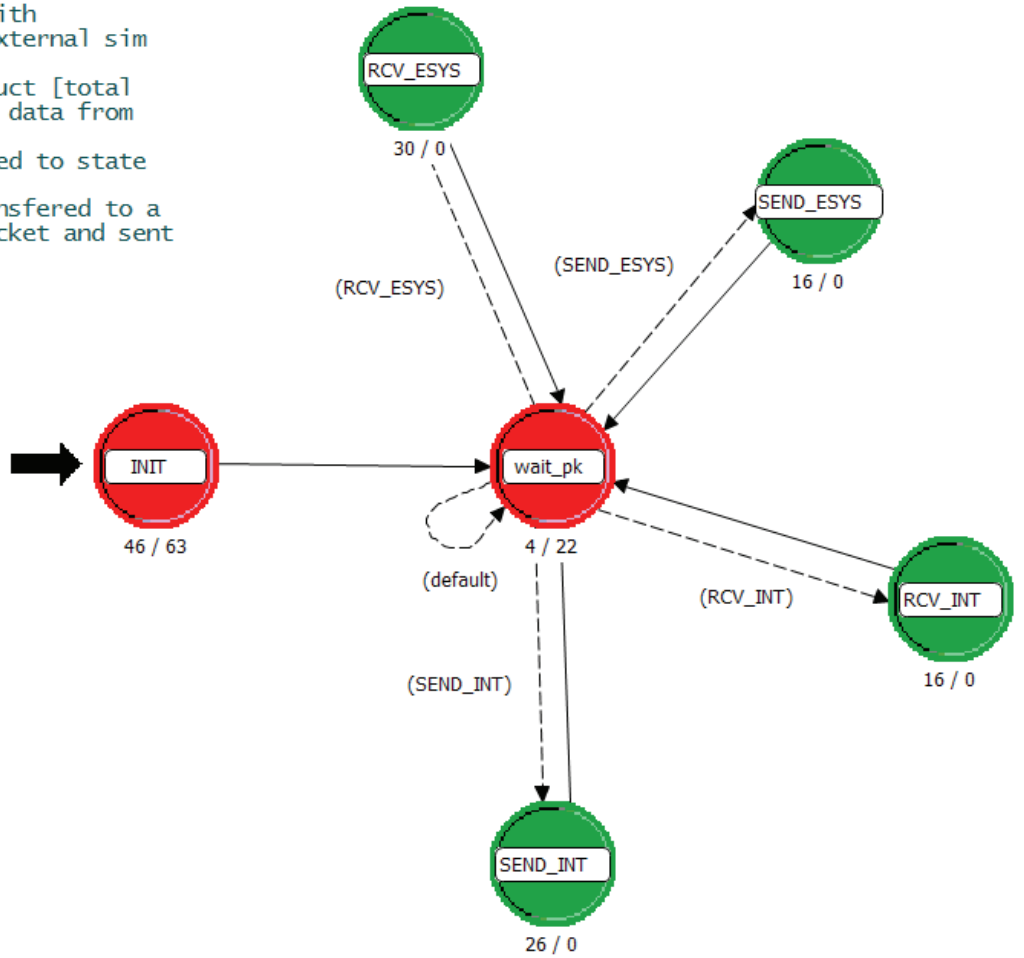 ith
xternal sim
uct [total
data from
ed to state
nsfered to a
cket and sent
RCV_ESYS
30 / 0
SEND_ESYS
16 / 0
(SEND_ESYS)
(RCV_ESYS)
INIT
46 / 63
wait_pk
4 / 22
(default)
(RCV_INT)
RCV_INT
16 / 0
(SEND_INT)
SEND_INT
26 / 0